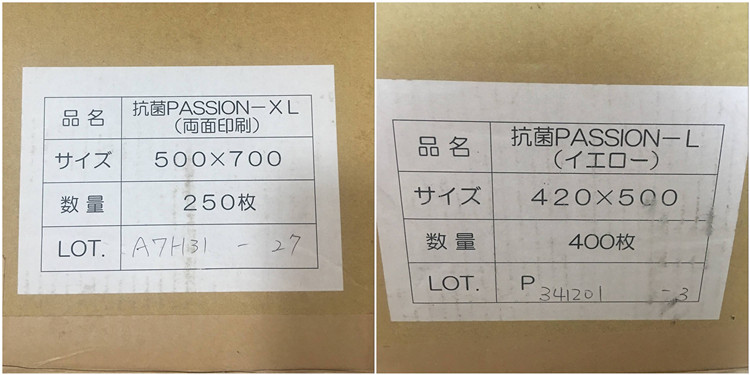 品名 抗菌PASSION－XL
（両面印刷）
サイズ 500×700
数量 250枚
LOT. A7H31 - 27
品名 抗菌PASSION－L
（イエロー）
サイズ 420×500
数量 400枚
LOT. P 341201 - 3